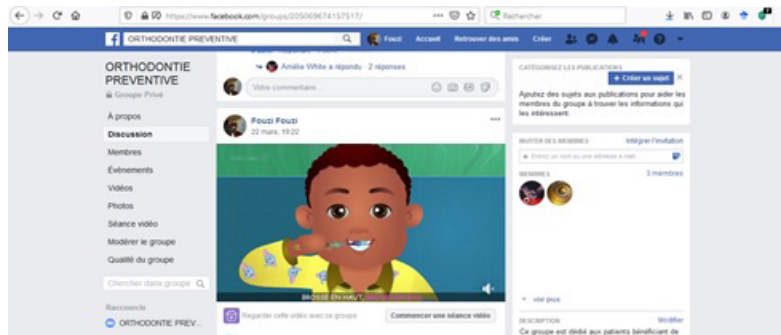 https://www.facebook.com/groups/205069674157517/
Rechercher
ORTHODONTIE PREVENTIVE
Fouzi
Accueil
Retrouver des amis
Créer
ORTHODONTIE
PREVENTIVE
Groupe Privé
À propos
Discussion
Membres
Évènements
Vidéos
Photos
Séance vidéo
Modérer le groupe
Qualité du groupe
Chercher dans groupe
Raccourcis
ORTHODONTIE PREV...
Amélie White a répondu · 2 réponses
Votre commentaire...
Fouzi Fouzi
22 mars, 19:22
BROSSE EN HAUT,
Regarder cette vidéo avec ce groupe
Commencer une séance vidéo
CATÉGORISEZ LES PUBLICATIONS
+ Créer un sujet
Ajoutez des sujets aux publications pour aider les
membres du groupe à trouver les informations qui
les intéressent.
INVITER DES MEMBRES
Intégrer l'invitation
+ Entrez un nom ou une adresse e-mail.
MEMBRES
3 membres
voir plus
DESCRIPTION
Modifier
Ce groupe est dédié aux patients bénéficiant de